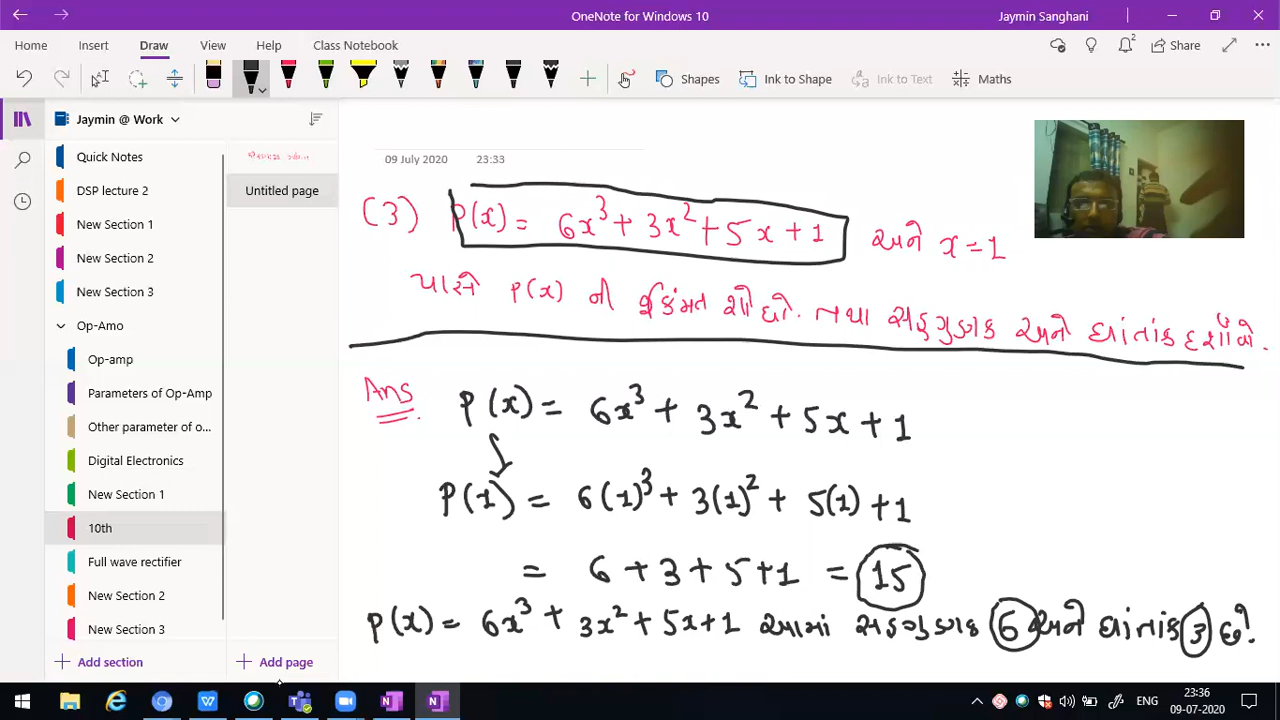 OneNote for Windows 10
Jaymin Sanghani
Home Insert Draw View Help Class Notebook
Share
Shapes Ink to Shape Ink to Text Maths
Jaymin @ Work
Quick Notes
DSP lecture 2
New Section 1
New Section 2
New Section 3
Op-Amo
Op-amp
Parameters of Op-Amp
Other parameter of o...
Digital Electronics
New Section 1
10th
Full wave rectifier
New Section 2
New Section 3
Add section
Untitled page
Add page
09 July 2020 23:33
(3) P(x) = 6x³ + 3x² + 5x + 1 અને x = 1
પાસે P(x) ની કિંમત શોધો. તથા સહગુણક અને ઘાતાંક દર્શાવો.
Ans
P(x) = 6x³ + 3x² + 5x + 1
P(1) = 6(1)³ + 3(1)² + 5(1) + 1
= 6 + 3 + 5 + 1 = 15
P(x) = 6x³ + 3x² + 5x + 1 આમાં સહગુણક 6 અને ઘાતાંક 3 છે.
ENG
23:36
09-07-2020